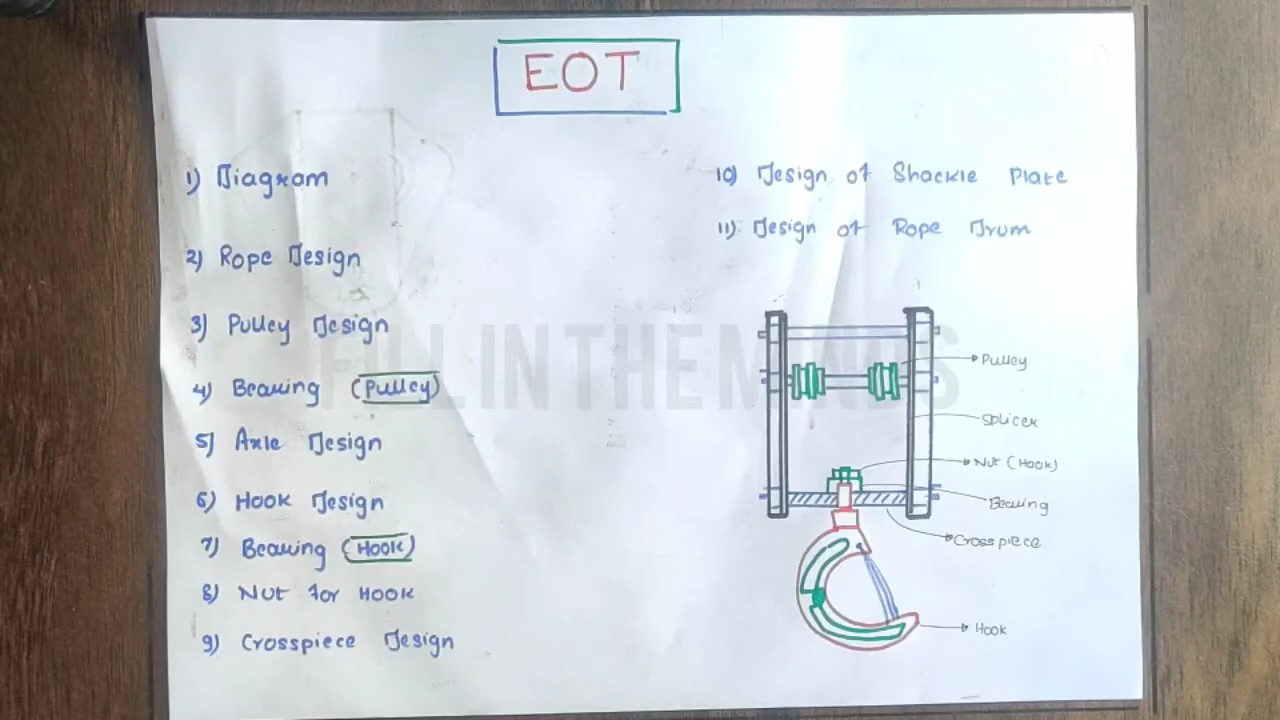 EOT
1) Diagram
2) Rope Design
3) Pulley Design
4) Bearing (Pulley)
5) Axle Design
6) Hook Design
7) Bearing (Hook)
8) Nut for Hook
9) Crosspiece Design
10) Design of Shackle Plate
11) Design of Rope Drum
Pulley
Splicer
Nut (Hook)
Bearing
Crosspiece
Hook
FILLINTHEMINDS